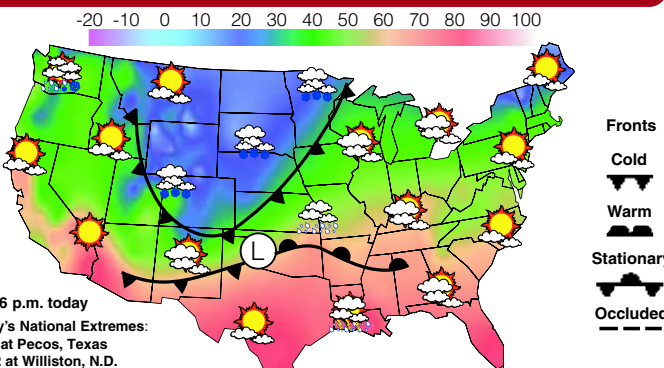 -20 -10 0 10 20 30 40 50 60 70 80 90 100
L
Fronts
Cold
Warm
Stationary
Occluded
6 p.m. today
y's National Extremes:
at Pecos, Texas
at Williston, N.D.